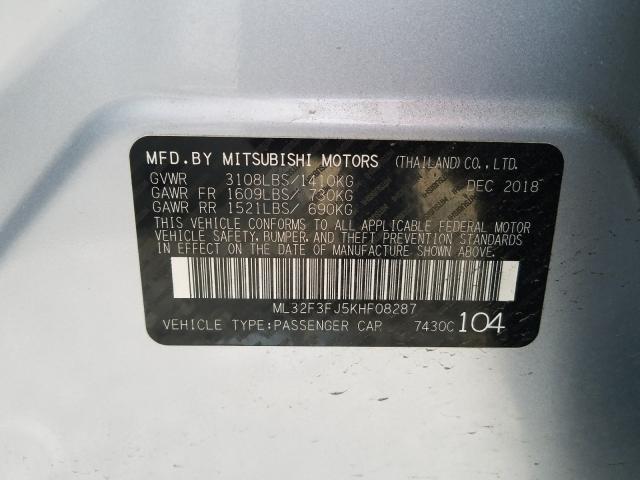 MFD. BY MITSUBISHI MOTORS (THAILAND) CO., LTD.
GVWR 3108LBS/1410KG DEC 2018
GAWR FR 1609LBS/ 730KG
GAWR RR 1521LBS/ 690KG
THIS VEHICLE CONFORMS TO ALL APPLICABLE FEDERAL MOTOR
VEHICLE SAFETY, BUMPER, AND THEFT PREVENTION STANDARDS
IN EFFECT ON THE DATE OF MANUFACTURE SHOWN ABOVE.
ML32F3FJ5KHF08287
VEHICLE TYPE:PASSENGER CAR 7430C 104